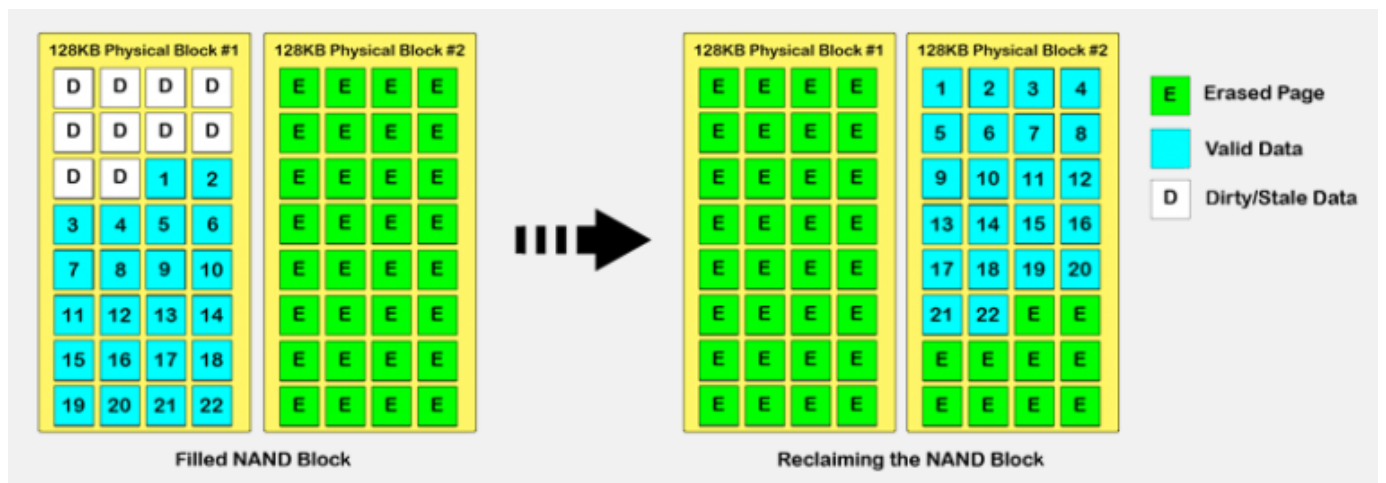 128KB Physical Block #1 128KB Physical Block #2 128KB Physical Block #1 128KB Physical Block #2
D D D D E E E E E E E E 1 2 3 4
D D D D E E E E E E E E 5 6 7 8
D D 1 2 E E E E E E E E 9 10 11 12
3 4 5 6 E E E E E E E E 13 14 15 16
7 8 9 10 E E E E E E E E 17 18 19 20
11 12 13 14 E E E E E E E E 21 22 E E
15 16 17 18 E E E E E E E E E E E E
19 20 21 22 E E E E E E E E E E E E
E Erased Page
Valid Data
D Dirty/Stale Data
Filled NAND Block Reclaiming the NAND Block